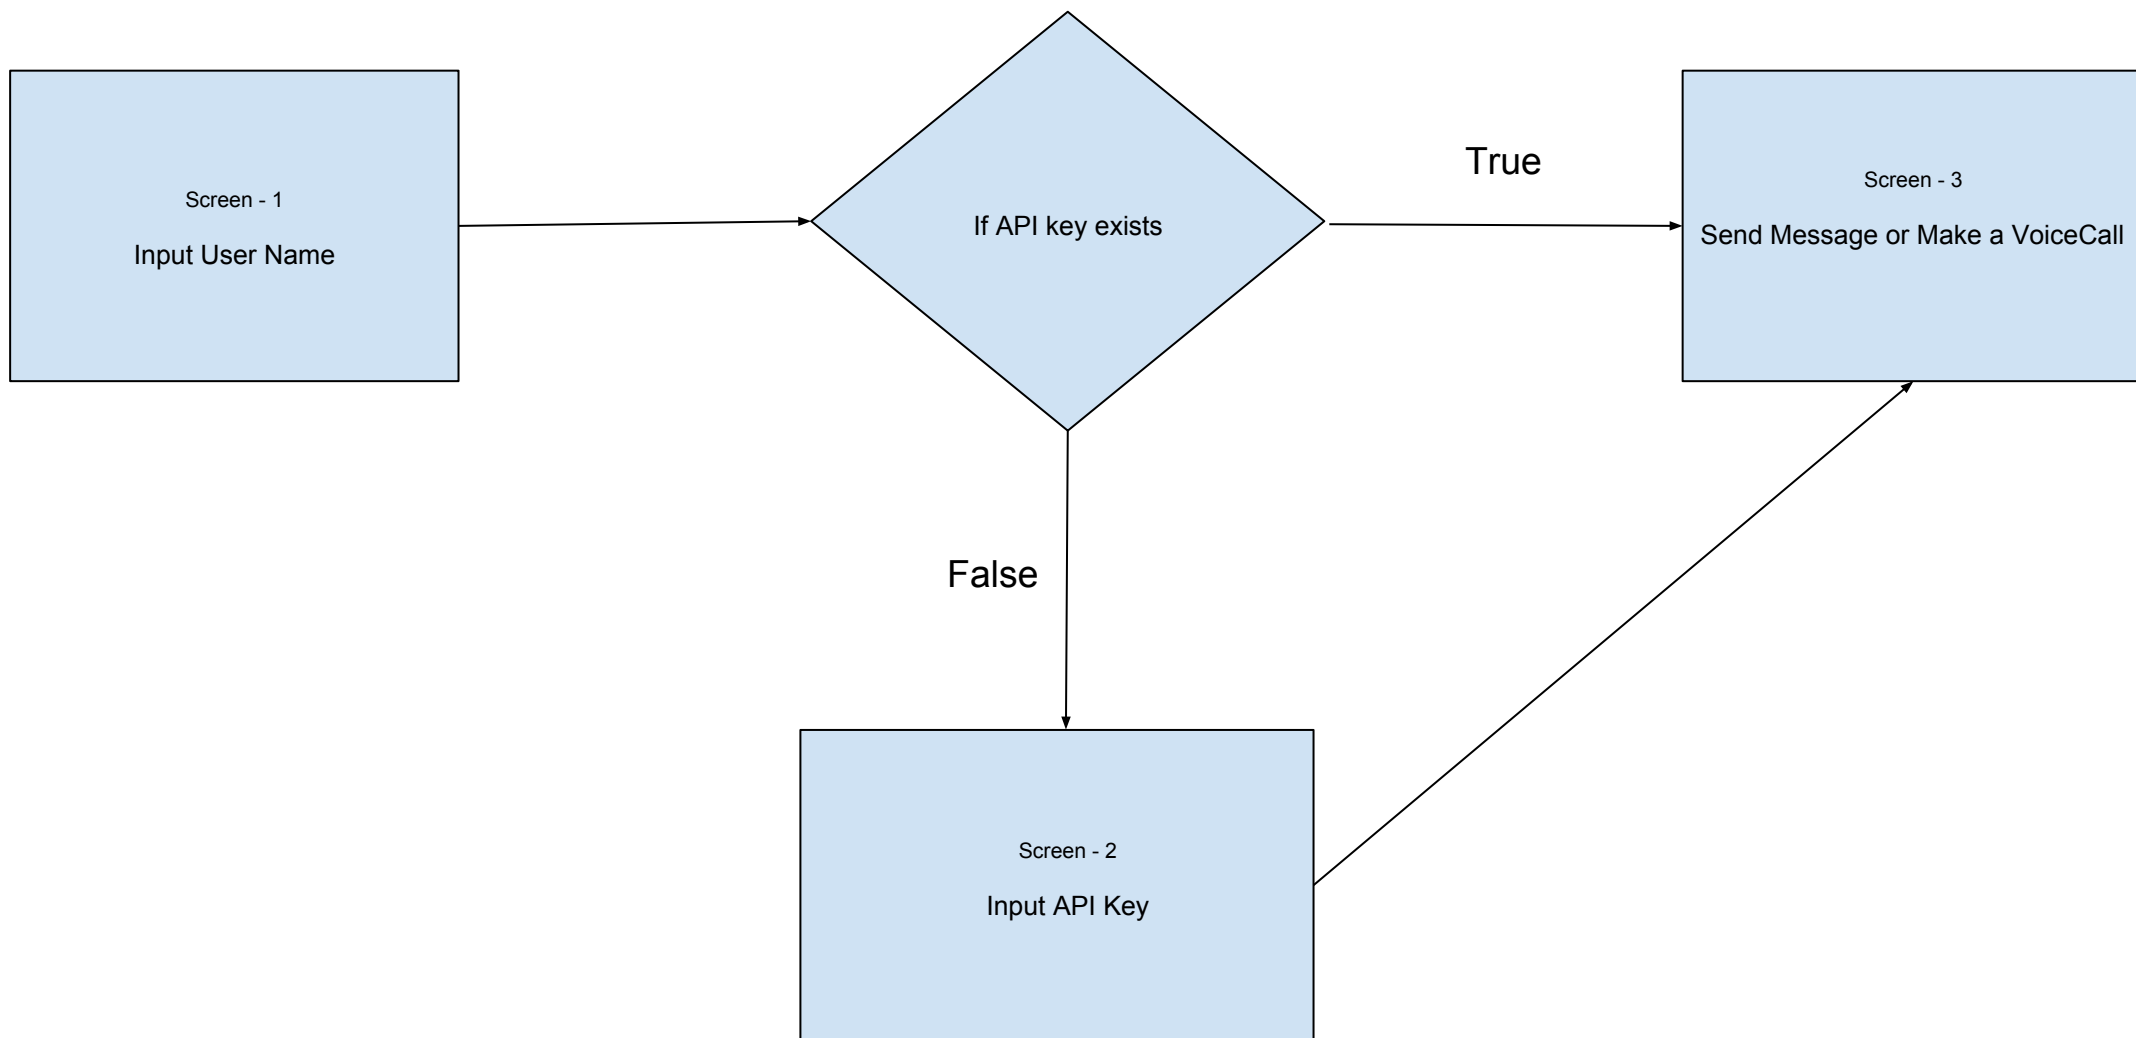 Screen - 1
Input User Name
If API key exists
True
Screen - 3
Send Message or Make a VoiceCall
False
Screen - 2
Input API Key